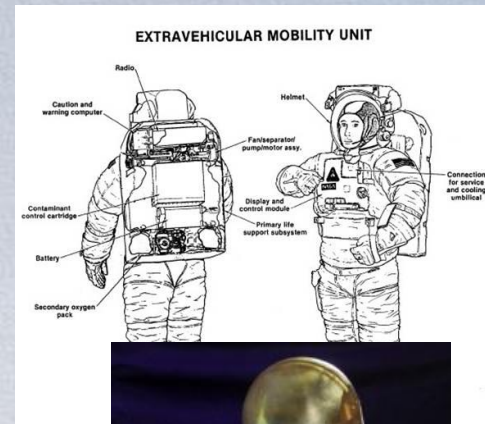 EXTRAVEHICULAR MOBILITY UNIT
Radio
Caution and
warning computer
Contaminant
control cartridge
Battery
Secondary oxygen
pack
Fan/separator/
pump/motor assy.
Display and
control module
Primary life
support subsystem
Helmet
NASA
Connection
for service
and cooling
umbilical